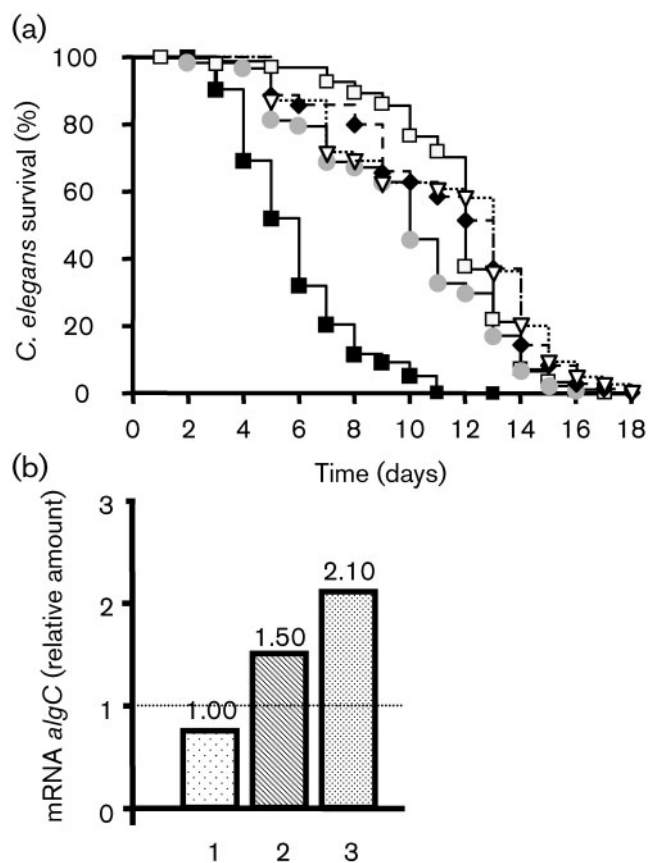 (a)
100
80
60
40
20
0
C. elegans survival (%)
0 2 4 6 8 10 12 14 16 18
Time (days)
(b)
3
2
1
0
mRNA algC (relative amount)
1.00
1.50
2.10
1 2 3